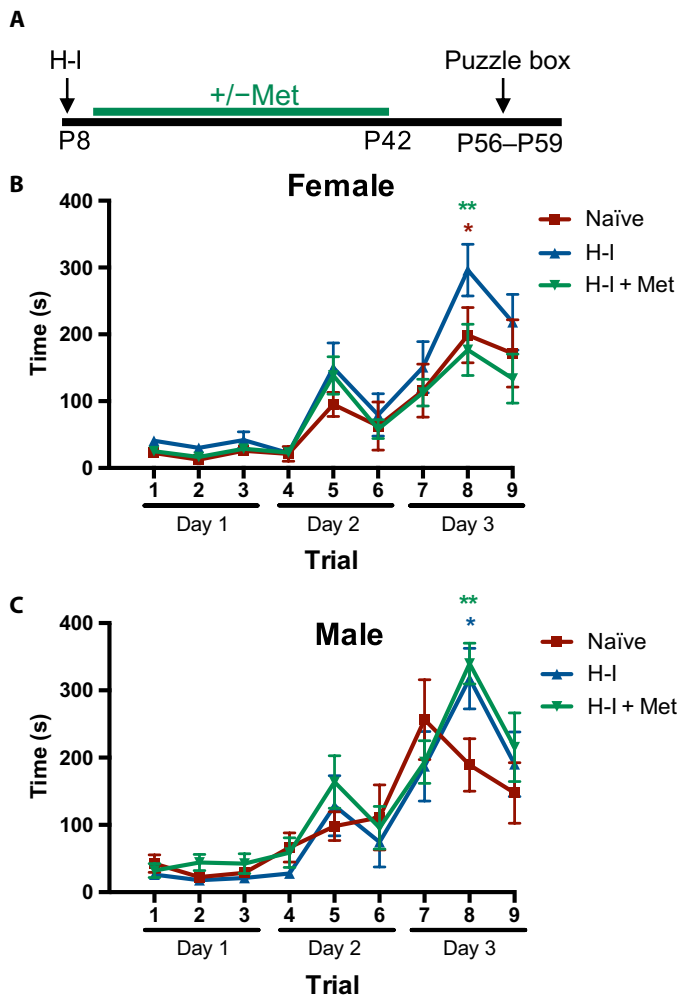 A
H-I
Puzzle box
+/−Met
P8
P42
P56–P59
B
Female
400
300
200
100
0
Time (s)
**
*
Naïve
H-I
H-I + Met
1 2 3 4 5 6 7 8 9
Day 1 Day 2 Day 3
Trial
C
Male
400
300
200
100
0
Time (s)
**
*
Naïve
H-I
H-I + Met
1 2 3 4 5 6 7 8 9
Day 1 Day 2 Day 3
Trial